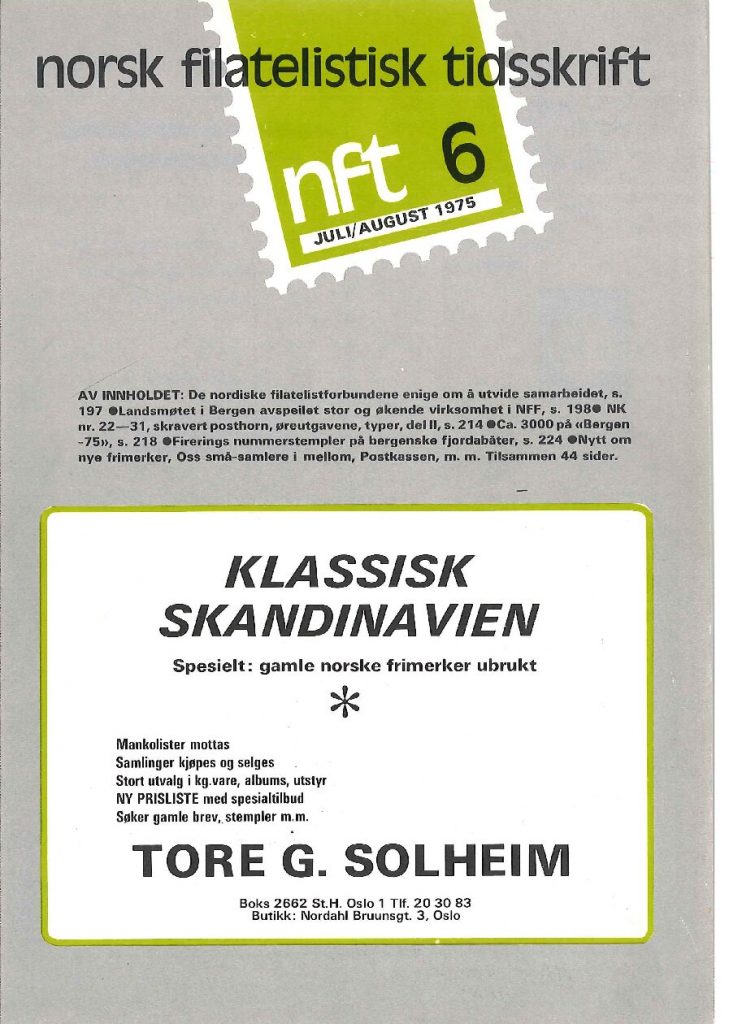 norsk filatelistisk tidsskrift
nft 6
JULI/AUGUST 1975
AV INNHOLDET: De nordiske filatelistforbundene enige om å utvide samarbeidet, s.
197 ●Landsmøtet i Bergen avspeilet stor og økende virksomhet i NFF, s. 198● NK
nr. 22—31, skravert posthorn, øreutgavene, typer, del II, s. 214 ●Ca. 3000 på «Bergen
-75», s. 218 ●Firerings nummerstempler på bergenske fjordabåter, s. 224 ●Nytt om
nye frimerker, Oss små-samlere i mellom, Postkassen, m. m. Tilsammen 44 sider.
KLASSISK
SKANDINAVIEN
Spesielt: gamle norske frimerker ubrukt
*
Mankolister mottas
Samlinger kjøpes og selges
Stort utvalg i kg.vare, albums, utstyr
NY PRISLISTE med spesialtilbud
Søker gamle brev, stempler m.m.
TORE G. SOLHEIM
Boks 2662 St.H. Oslo 1 Tlf. 20 30 83
Butikk: Nordahl Bruunsgt. 3, Oslo